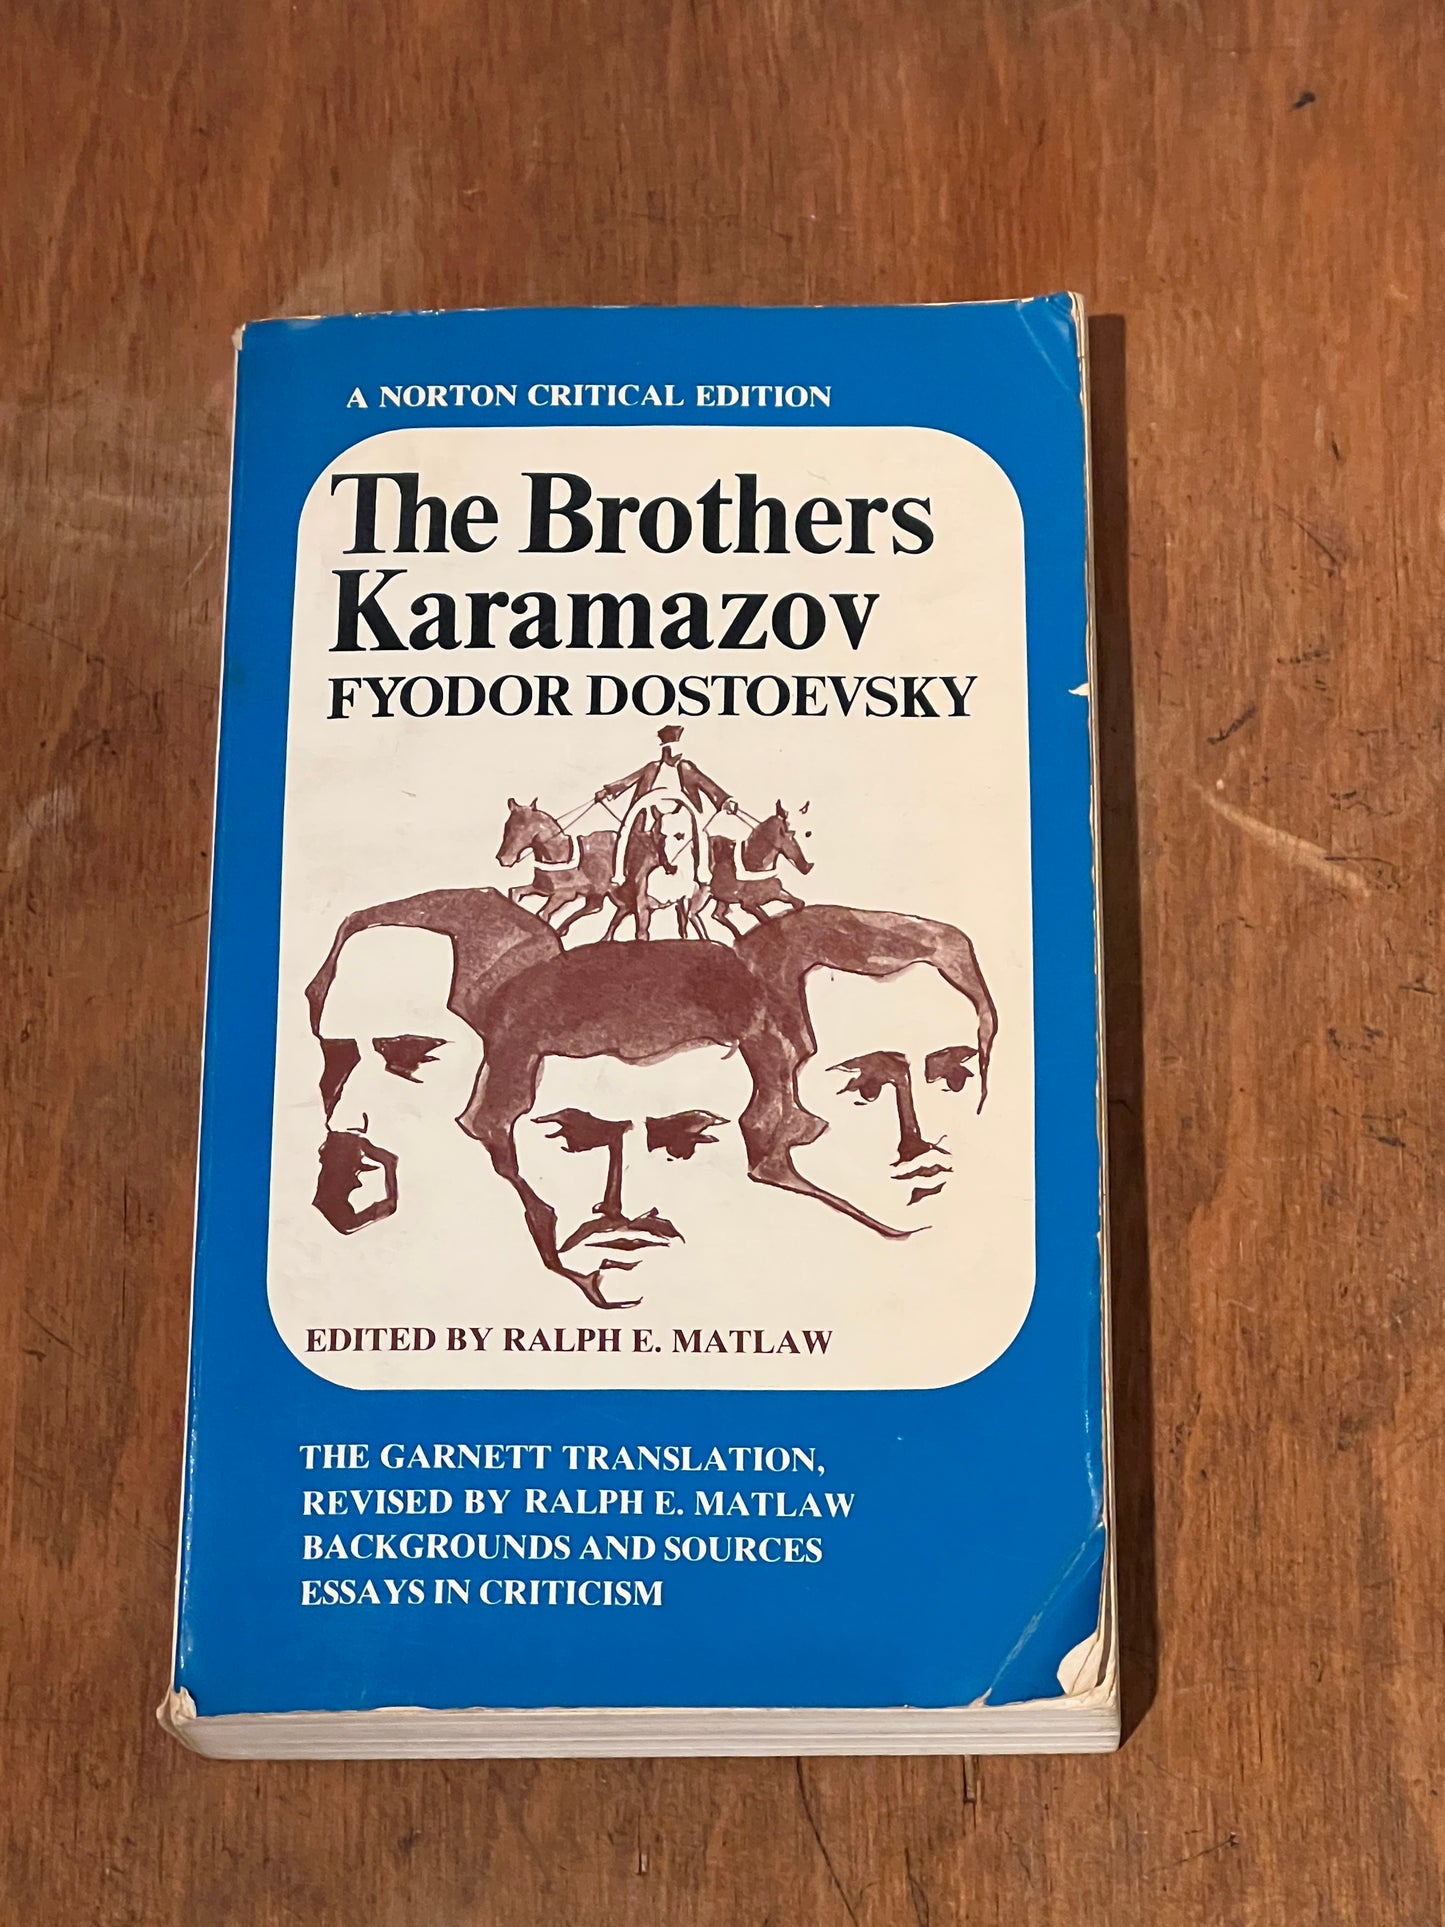 A NORTON CRITICAL EDITION
The Brothers
Karamazov
FYODOR DOSTOEVSKY
EDITED BY RALPH E. MATLAW
THE GARNETT TRANSLATION,
REVISED BY RALPH E. MATLAW
BACKGROUNDS AND SOURCES
ESSAYS IN CRITICISM